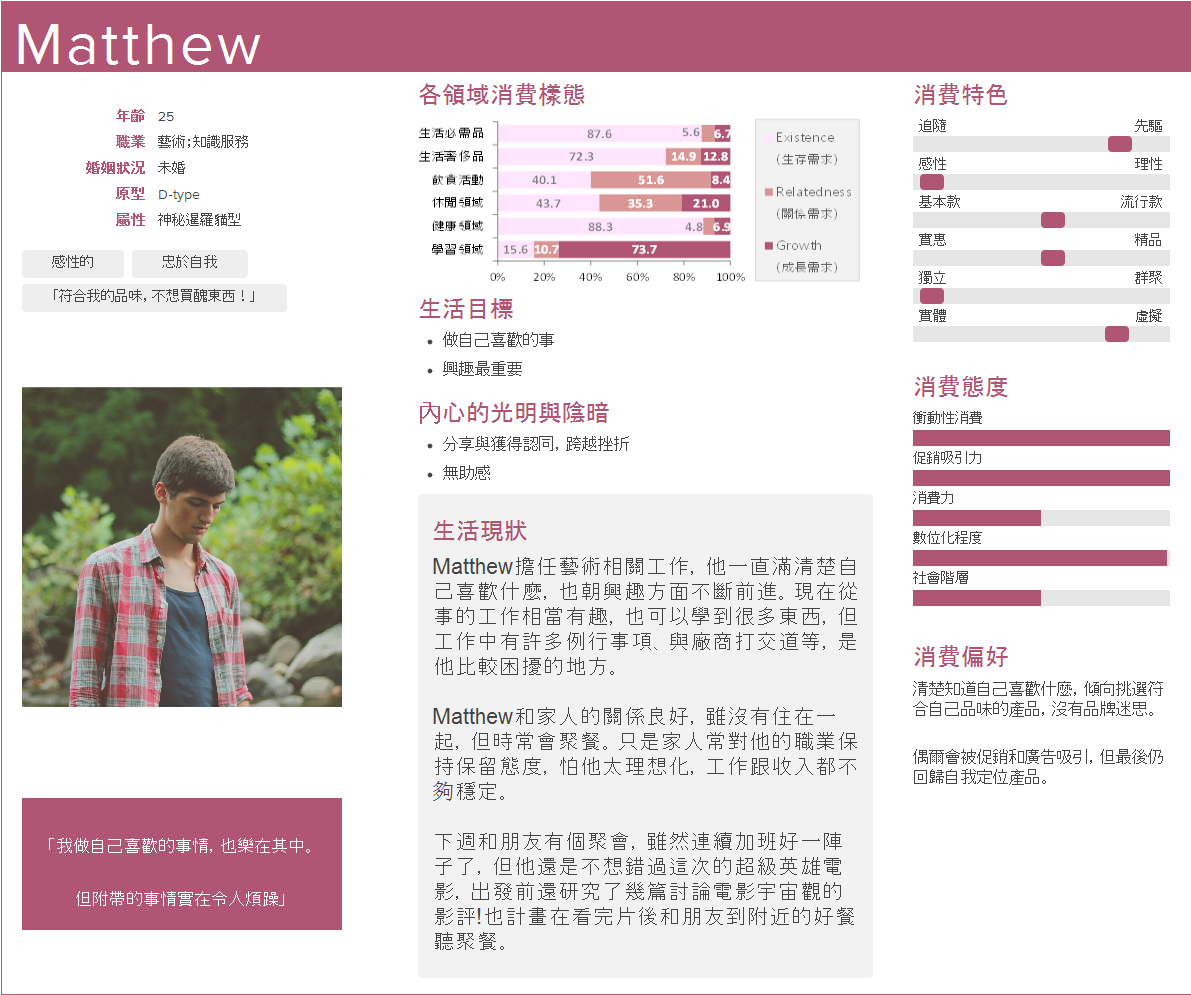 Matthew
年齡 25
職業 藝術;知識服務
婚姻狀況 未婚
原型 D-type
屬性 神秘暹羅貓型
感性的 忠於自我
「符合我的品味, 不想買醜東西！」
「我做自己喜歡的事情, 也樂在其中。
但附帶的事情實在令人煩躁」
各領域消費樣態
生活必需品 87.6 5.6 6.7
生活奢侈品 72.3 14.9 12.8
飲食活動 40.1 51.6 8.4
休閒領域 43.7 35.3 21.0
健康領域 88.3 4.8 6.9
學習領域 15.6 10.7 73.7
0% 20% 40% 60% 80% 100%
Existence
(生存需求)
Relatedness
(關係需求)
Growth
(成長需求)
生活目標
• 做自己喜歡的事
• 興趣最重要
內心的光明與陰暗
• 分享與獲得認同, 跨越挫折
• 無助感
生活現狀
Matthew擔任藝術相關工作, 他一直滿清楚自
己喜歡什麼, 也朝興趣方面不斷前進。現在從
事的工作相當有趣, 也可以學到很多東西, 但
工作中有許多例行事項、與廠商打交道等, 是
他比較困擾的地方。
Matthew和家人的關係良好, 雖沒有住在一
起, 但時常會聚餐。只是家人常對他的職業保
持保留態度, 怕他太理想化, 工作跟收入都不
夠穩定。
下週和朋友有個聚會, 雖然連續加班好一陣
子了, 但他還是不想錯過這次的超級英雄電
影, 出發前還研究了幾篇討論電影宇宙觀的
影評!也計畫在看完片後和朋友到附近的好餐
聽聚餐。
消費特色
追隨 先驅
感性 理性
基本款 流行款
實惠 精品
獨立 群聚
實體 虛擬
消費態度
衝動性消費
促銷吸引力
消費力
數位化程度
社會階層
消費偏好
清楚知道自己喜歡什麼, 傾向挑選符
合自己品味的產品, 沒有品牌迷思。
偶爾會被促銷和廣告吸引, 但最後仍
回歸自我定位產品。